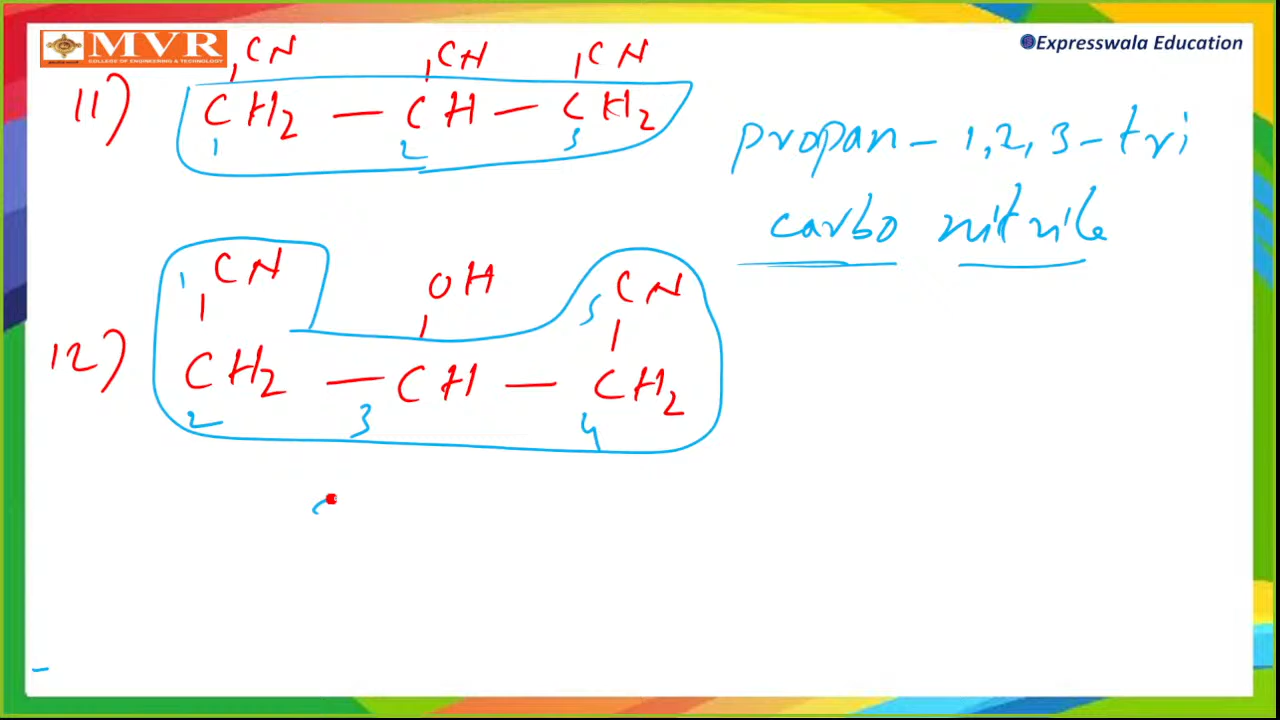 MVR
COLLEGE OF ENGINEERING & TECHNOLOGY
Expresswala Education
CN CN CN
11) CH2 — CH — CH2
1 2 3
propan - 1,2,3 - tri
carbo nitrile
1 CN OH 5 CN
12) CH2 — CH — CH2
2 3 4